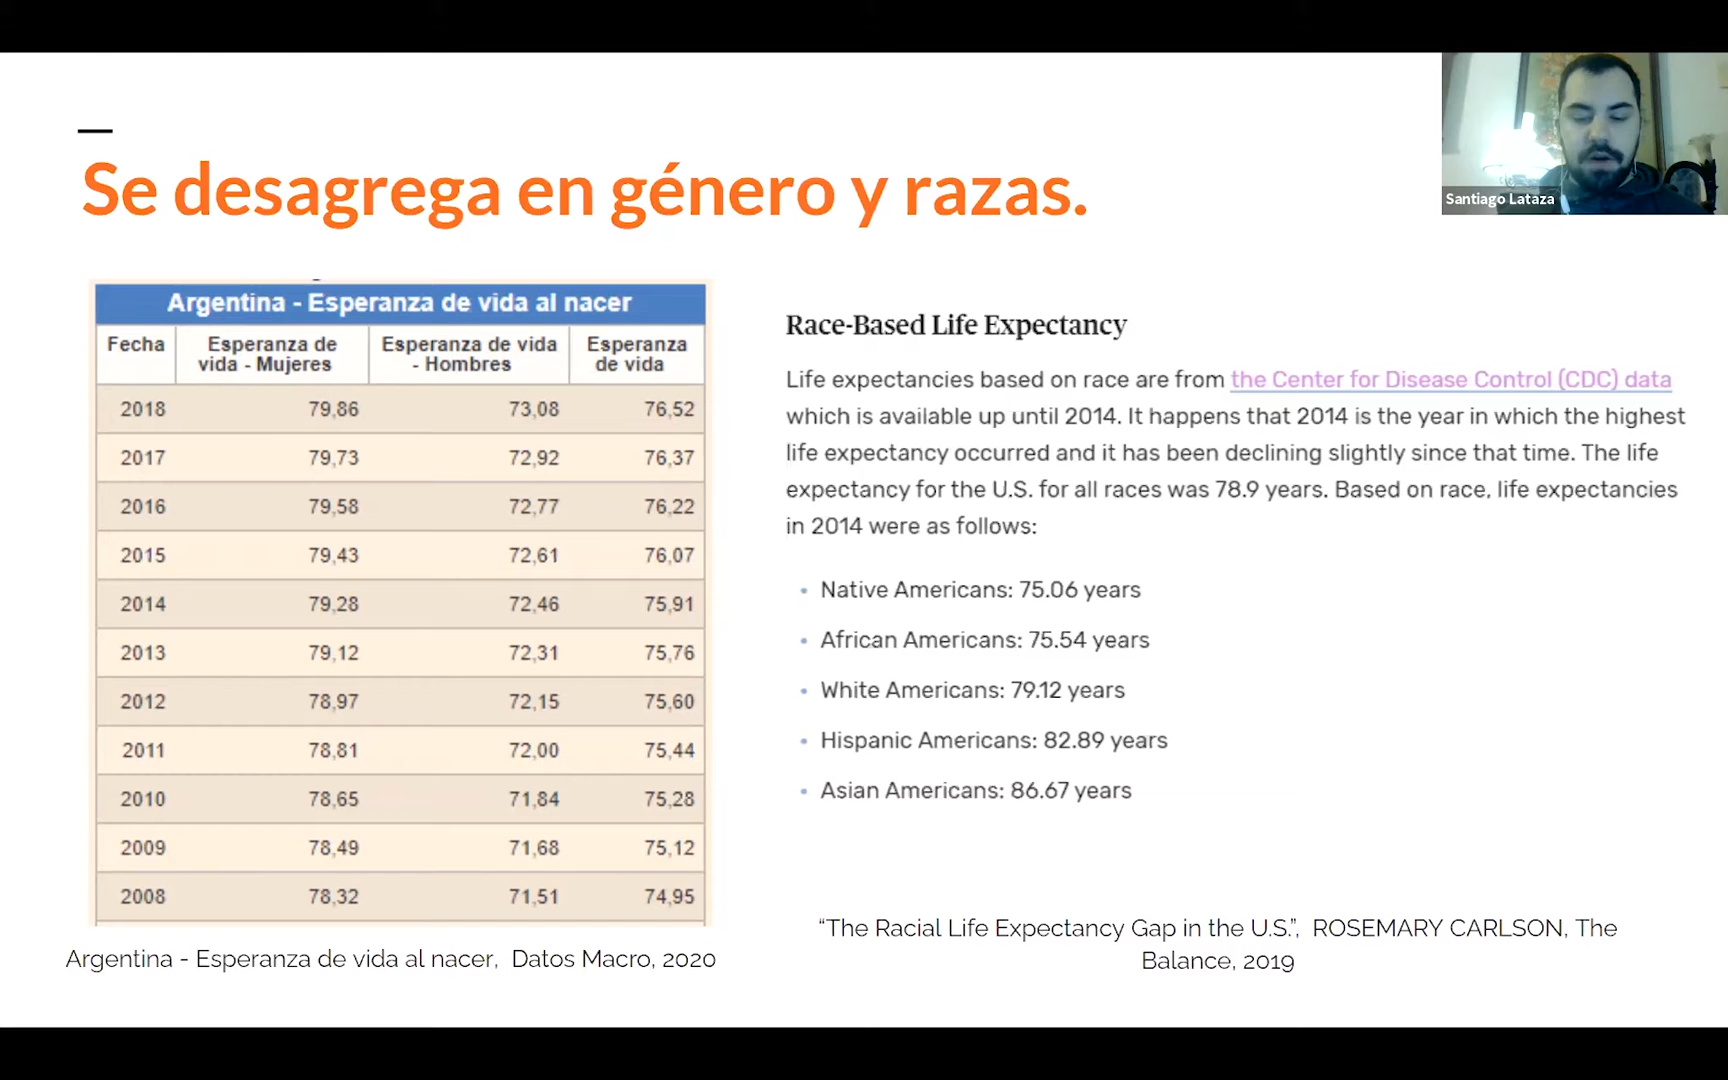 Se desagrega en género y razas.
Santiago Lataza
Argentina - Esperanza de vida al nacer
Fecha Esperanza de vida - Mujeres Esperanza de vida - Hombres Esperanza de vida
2018 79,86 73,08 76,52
2017 79,73 72,92 76,37
2016 79,58 72,77 76,22
2015 79,43 72,61 76,07
2014 79,28 72,46 75,91
2013 79,12 72,31 75,76
2012 78,97 72,15 75,60
2011 78,81 72,00 75,44
2010 78,65 71,84 75,28
2009 78,49 71,68 75,12
2008 78,32 71,51 74,95
Argentina - Esperanza de vida al nacer, Datos Macro, 2020
Race-Based Life Expectancy
Life expectancies based on race are from the Center for Disease Control (CDC) data
which is available up until 2014. It happens that 2014 is the year in which the highest
life expectancy occurred and it has been declining slightly since that time. The life
expectancy for the U.S. for all races was 78.9 years. Based on race, life expectancies
in 2014 were as follows:
• Native Americans: 75.06 years
• African Americans: 75.54 years
• White Americans: 79.12 years
• Hispanic Americans: 82.89 years
• Asian Americans: 86.67 years
“The Racial Life Expectancy Gap in the U.S.”, ROSEMARY CARLSON, The
Balance, 2019